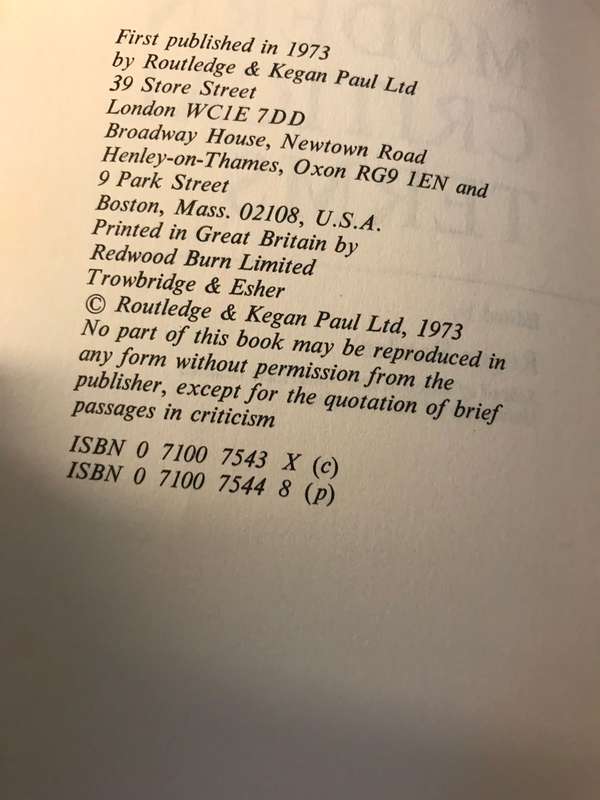 First published in 1973
by Routledge & Kegan Paul Ltd
39 Store Street
London WC1E 7DD
Broadway House, Newtown Road
Henley-on-Thames, Oxon RG9 1EN and
9 Park Street
Boston, Mass. 02108, U.S.A.
Printed in Great Britain by
Redwood Burn Limited
Trowbridge & Esher
© Routledge & Kegan Paul Ltd, 1973
No part of this book may be reproduced in
any form without permission from the
publisher, except for the quotation of brief
passages in criticism
ISBN 0 7100 7543 X (c)
ISBN 0 7100 7544 8 (p)